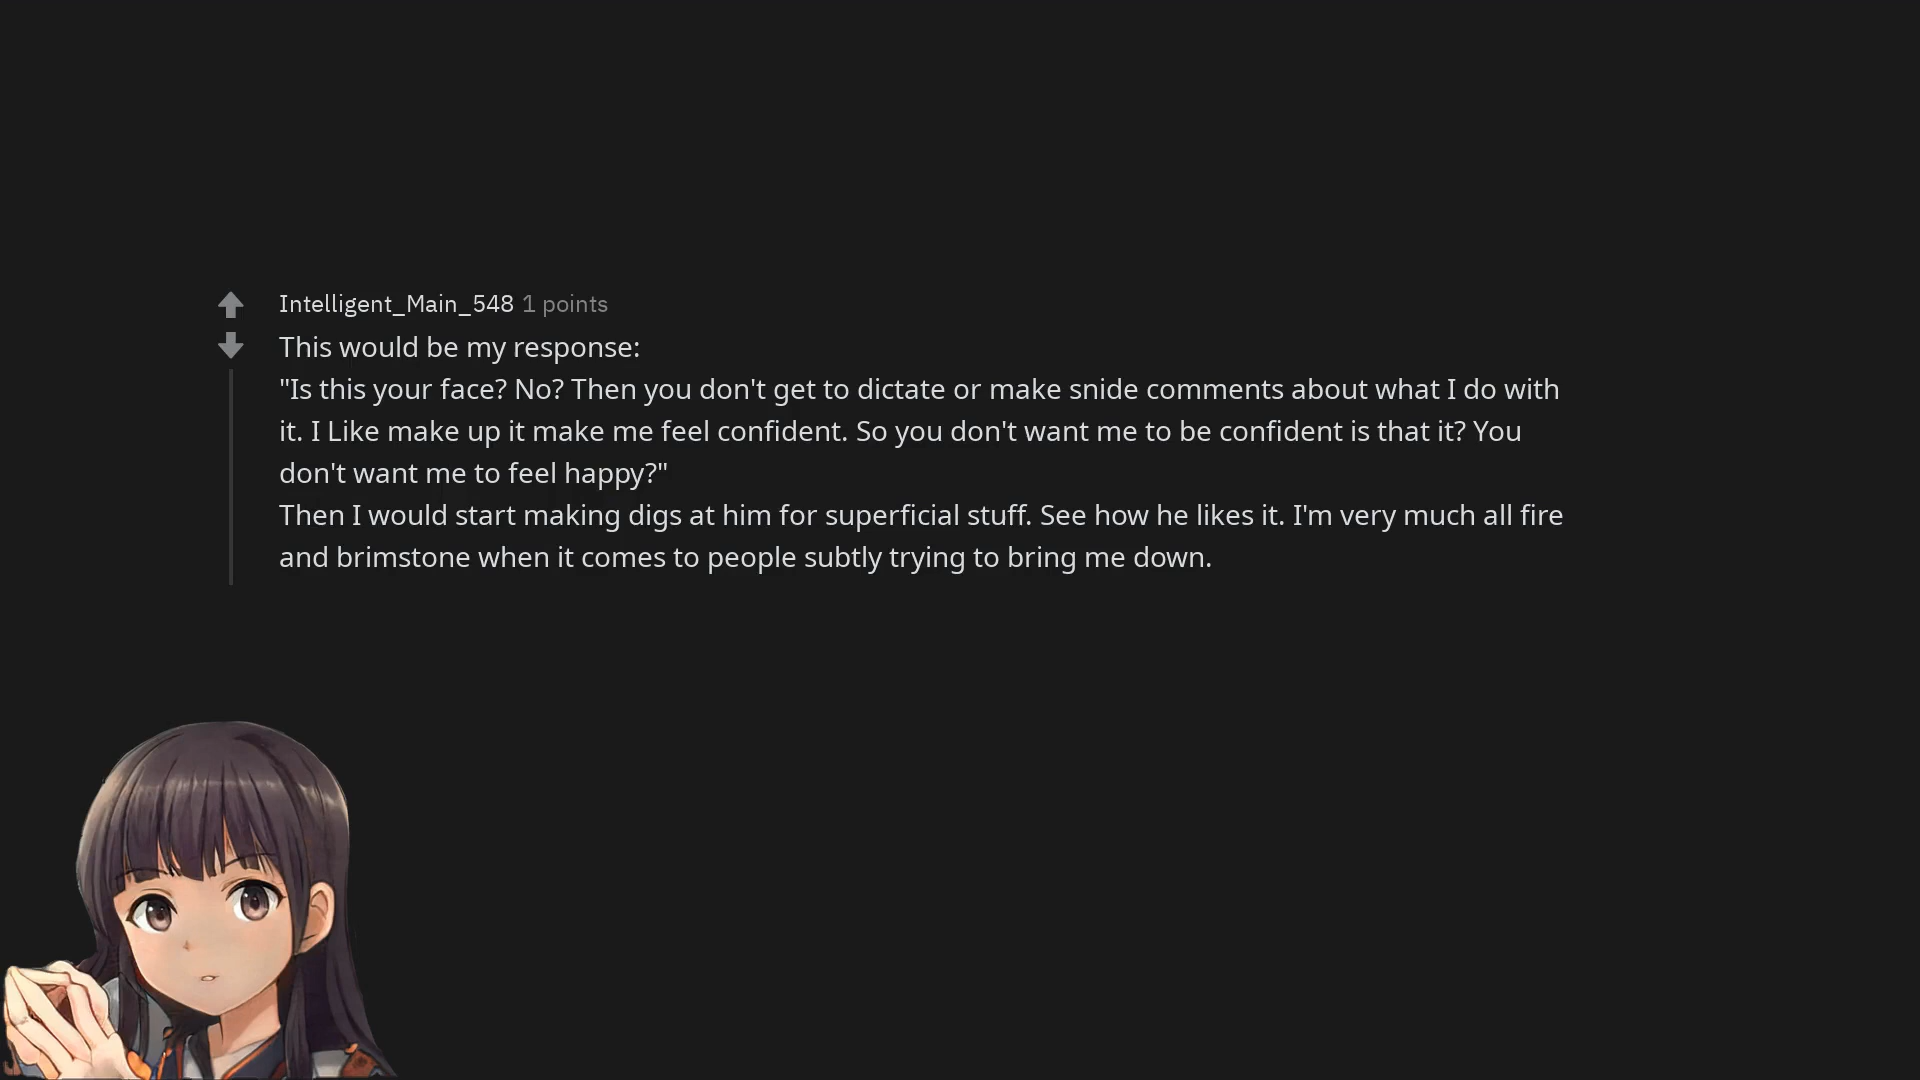 Intelligent_Main_548 1 points
This would be my response:
"Is this your face? No? Then you don't get to dictate or make snide comments about what I do with
it. I Like make up it make me feel confident. So you don't want me to be confident is that it? You
don't want me to feel happy?"
Then I would start making digs at him for superficial stuff. See how he likes it. I'm very much all fire
and brimstone when it comes to people subtly trying to bring me down.